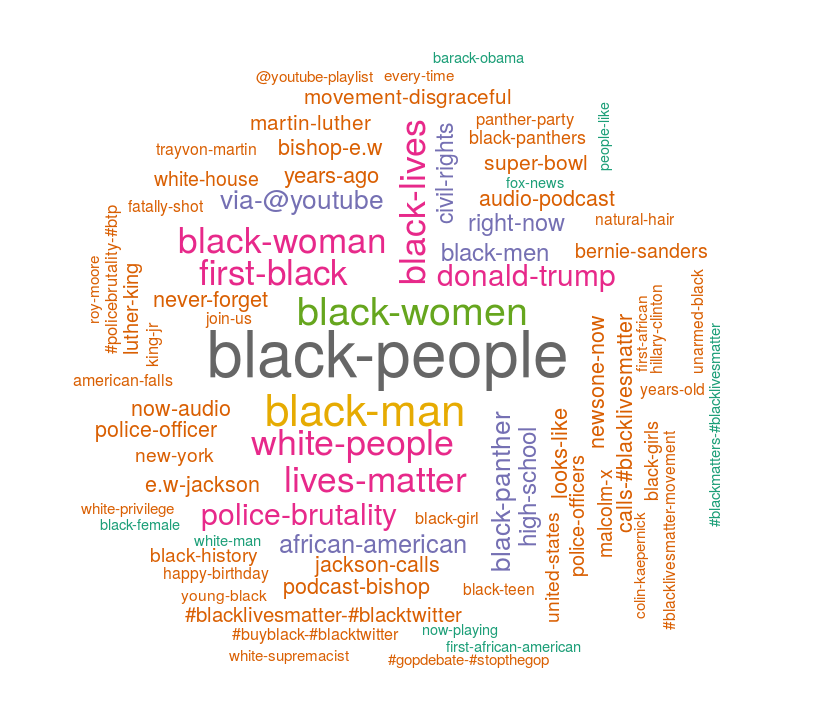 barack-obama
@youtube-playlist every-time
movement-disgraceful
martin-luther
panther-party
trayvon-martin
bishop-e.w
black-lives
civil-rights
black-panthers
people-like
white-house
years-ago
super-bowl
fox-news
fatally-shot
via-@youtube
audio-podcast
right-now
natural-hair
black-woman
black-men
bernie-sanders
roy-moore
#policebrutality-#btp
luther-king
first-black
donald-trump
never-forget
join-us
king-jr
black-women
newsone-now
calls-#blacklivesmatter
first-african
hillary-clinton
unarmed-black
#blackmatters-#blacklivesmatter
black-people
american-falls
years-old
now-audio
black-man
police-officer
white-people
black-panther
high-school
looks-like
police-officers
malcolm-x
black-girls
#blacklivesmatter-movement
new-york
e.w-jackson
lives-matter
white-privilege
black-female
police-brutality
black-girl
united-states
colin-kaepernick
white-man
african-american
black-history
jackson-calls
happy-birthday
podcast-bishop
black-teen
young-black
#blacklivesmatter-#blacktwitter
#buyblack-#blacktwitter
now-playing
first-african-american
white-supremacist
#gopdebate-#stopthegop